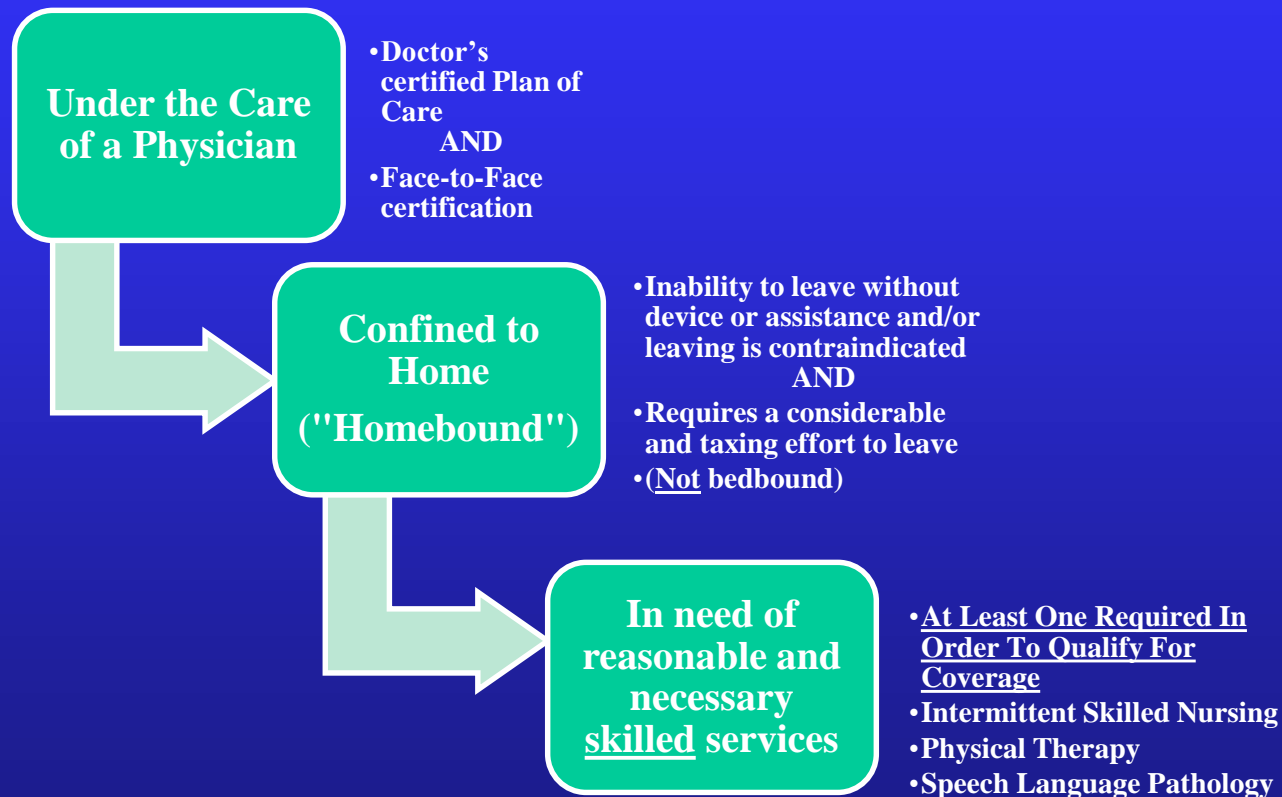 Under the Care
of a Physician
•Doctor's
certified Plan of
Care
AND
•Face-to-Face
certification
Confined to
Home
("Homebound")
•Inability to leave without
device or assistance and/or
leaving is contraindicated
AND
•Requires a considerable
and taxing effort to leave
•(Not bedbound)
In need of
reasonable and
necessary
skilled services
•At Least One Required In
Order To Qualify For
Coverage
•Intermittent Skilled Nursing
•Physical Therapy
•Speech Language Pathology